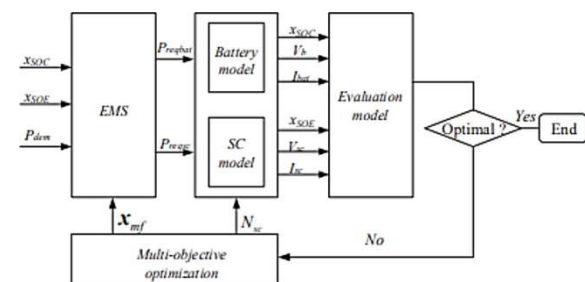 x_SOC
x_SOE
P_dem
EMS
P_reqbat
P_reqsc
Battery
model
SC
model
x_SOC
V_b
I_bat
x_SOE
V_sc
I_sc
Evaluation
model
Optimal ?
Yes
End
No
x_mf
N_sc
Multi-objective
optimization